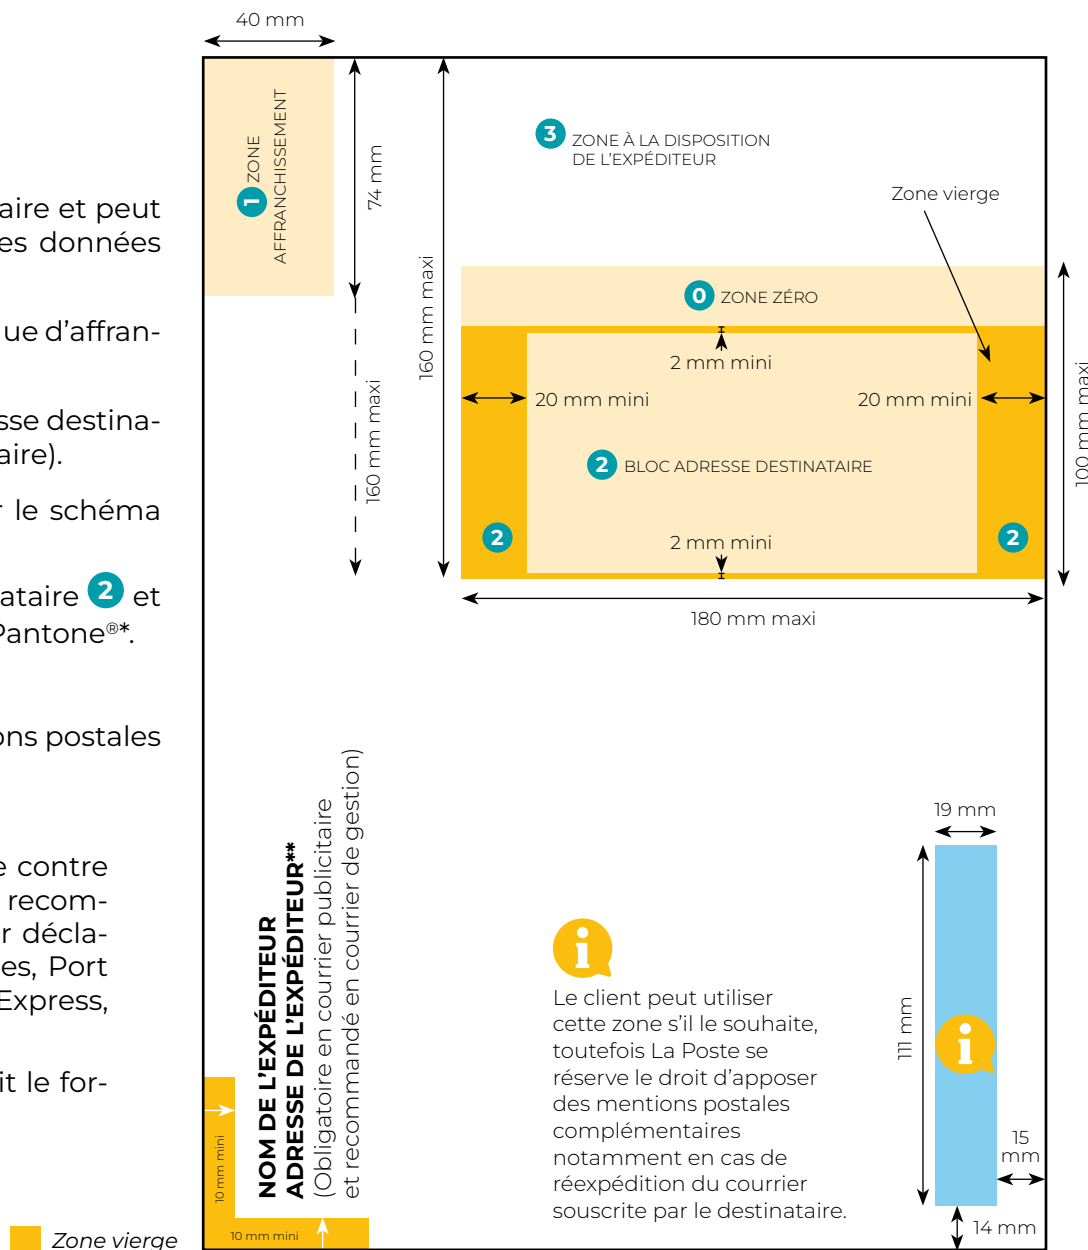 40 mm
1 ZONE
AFFRANCHISSEMENT
74 mm
160 mm maxi
160 mm maxi
3 ZONE À LA DISPOSITION
DE L'EXPÉDITEUR
Zone vierge
0 ZONE ZÉRO
2 mm mini
20 mm mini
20 mm mini
2 BLOC ADRESSE DESTINATAIRE
2
2
2 mm mini
100 mm maxi
180 mm maxi
aire et peut
es données
ue d'affran-
sse destina-
aire).
r le schéma
ataire 2 et
Pantone®*.
ons postales
e contre
recom-
r décla-
es, Port
Express,
it le for-
NOM DE L'EXPÉDITEUR
ADRESSE DE L'EXPÉDITEUR**
(Obligatoire en courrier publicitaire
et recommandé en courrier de gestion)
10 mm mini
10 mm mini
Zone vierge
i
Le client peut utiliser
cette zone s'il le souhaite,
toutefois La Poste se
réserve le droit d'apposer
des mentions postales
complémentaires
notamment en cas de
réexpédition du courrier
souscrite par le destinataire.
19 mm
111 mm
i
15
mm
14 mm